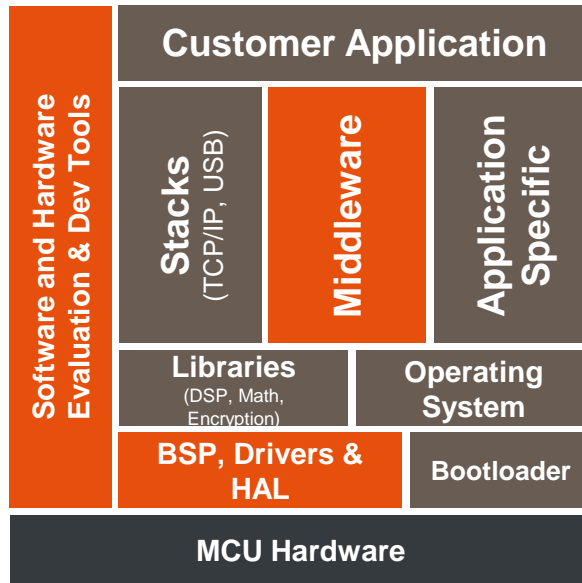 Customer Application
Software and Hardware
Evaluation & Dev Tools
Stacks
(TCP/IP, USB)
Middleware
Application
Specific
Libraries
(DSP, Math,
Encryption)
Operating
System
BSP, Drivers &
HAL
Bootloader
MCU Hardware